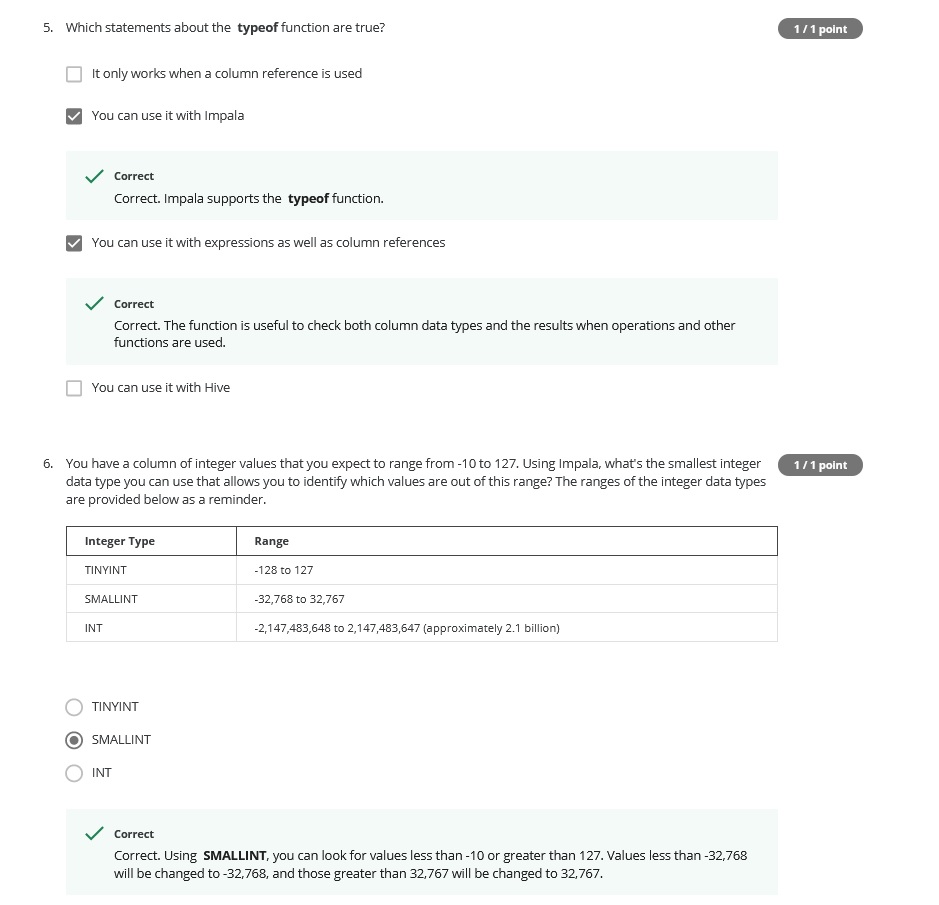 5. Which statements about the typeof function are true?
1 / 1 point
It only works when a column reference is used
You can use it with Impala
Correct
Correct. Impala supports the typeof function.
You can use it with expressions as well as column references
Correct
Correct. The function is useful to check both column data types and the results when operations and other
functions are used.
You can use it with Hive
6. You have a column of integer values that you expect to range from -10 to 127. Using Impala, what's the smallest integer
1 / 1 point
data type you can use that allows you to identify which values are out of this range? The ranges of the integer data types
are provided below as a reminder.
Integer Type Range
TINYINT -128 to 127
SMALLINT -32,768 to 32,767
INT -2,147,483,648 to 2,147,483,647 (approximately 2.1 billion)
TINYINT
SMALLINT
INT
Correct
Correct. Using SMALLINT, you can look for values less than -10 or greater than 127. Values less than -32,768
will be changed to -32,768, and those greater than 32,767 will be changed to 32,767.